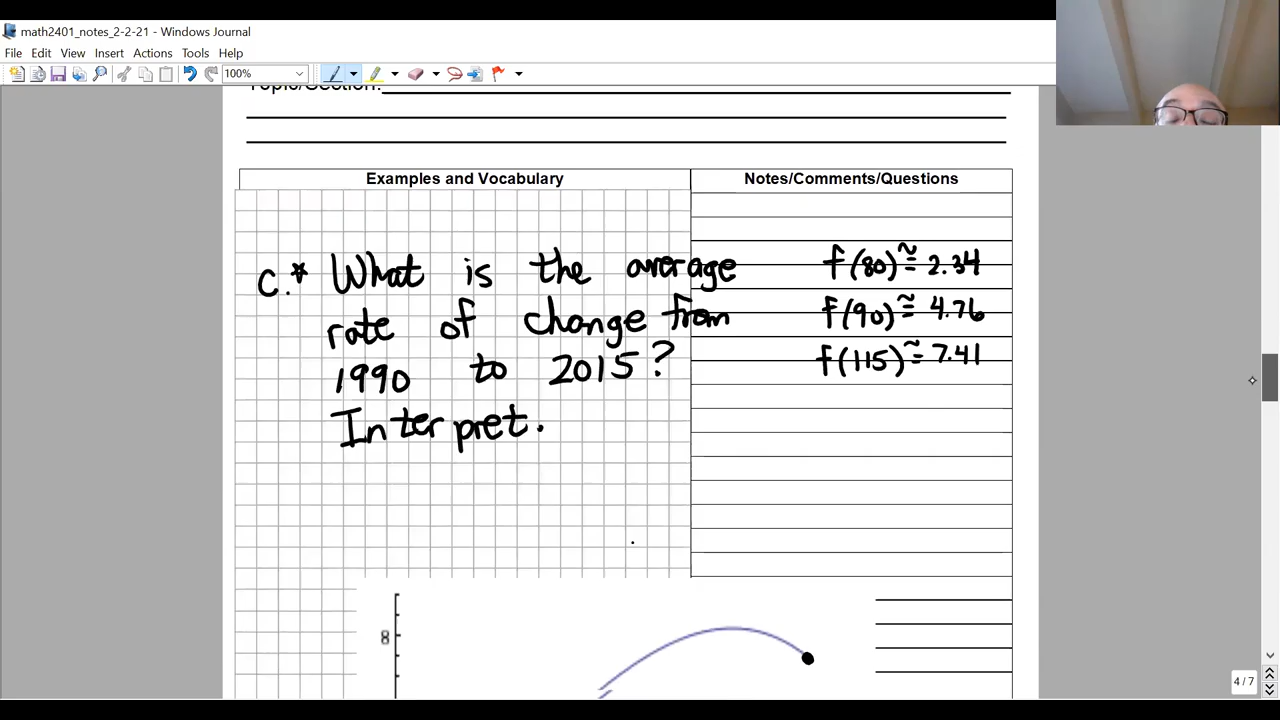 math2401_notes_2-2-21 - Windows Journal
File Edit View Insert Actions Tools Help
100%
Topic/Section:
Examples and Vocabulary
Notes/Comments/Questions
c.* What is the average
rate of change from
1990 to 2015?
Interpret.
f(80) ≅ 2.34
f(90) ≅ 4.76
f(115) ≅ 7.41
8
4 / 7